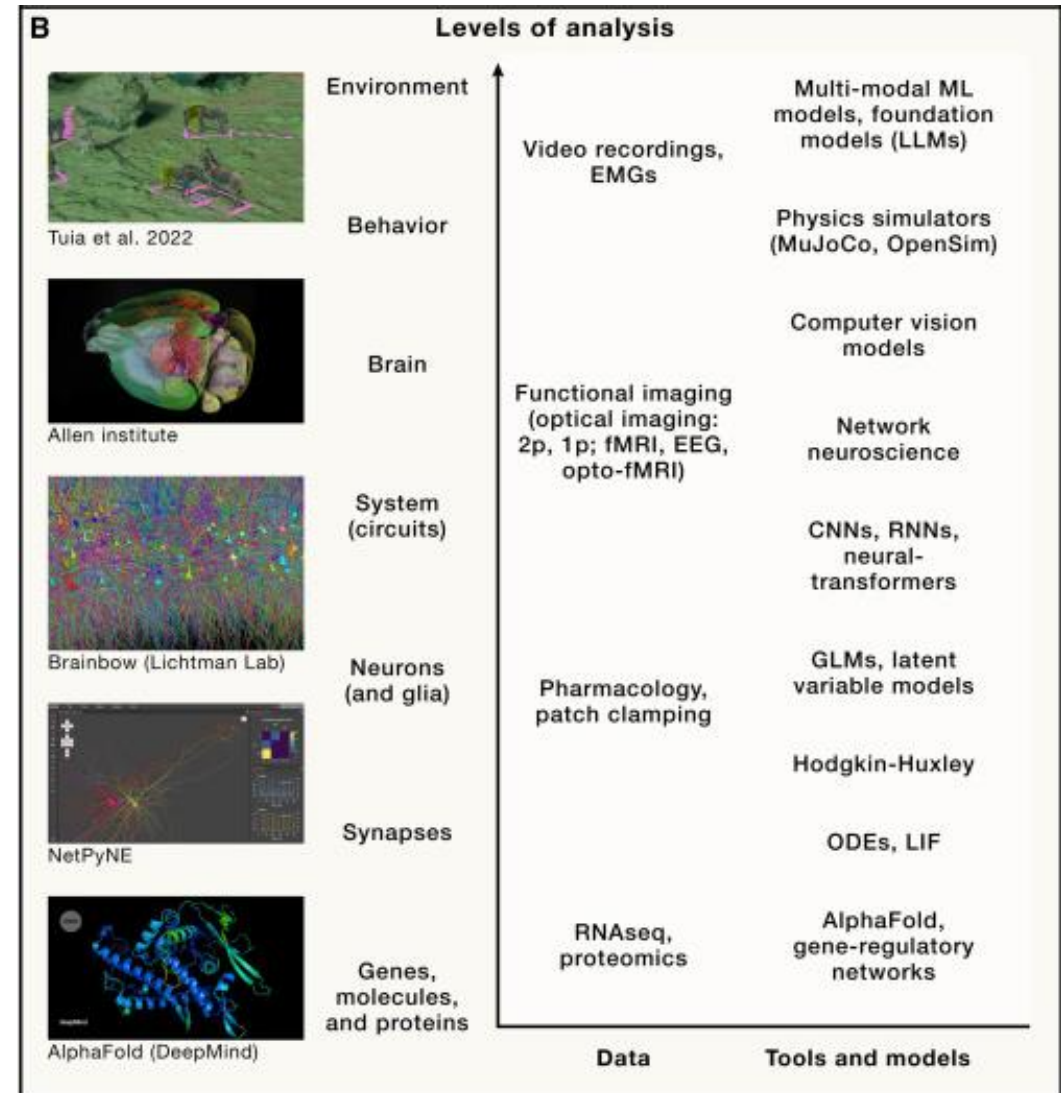 B
Levels of analysis
Tuia et al. 2022
Allen institute
Brainbow (Lichtman Lab)
NetPyNE
deepMind
AlphaFold (DeepMind)
Environment
Behavior
Brain
System
(circuits)
Neurons
(and glia)
Synapses
Genes,
molecules,
and proteins
Video recordings,
EMGs
Functional imaging
(optical imaging:
2p, 1p; fMRI, EEG,
opto-fMRI)
Pharmacology,
patch clamping
RNAseq,
proteomics
Data
Multi-modal ML
models, foundation
models (LLMs)
Physics simulators
(MuJoCo, OpenSim)
Computer vision
models
Network
neuroscience
CNNs, RNNs,
neural-
transformers
GLMs, latent
variable models
Hodgkin-Huxley
ODEs, LIF
AlphaFold,
gene-regulatory
networks
Tools and models